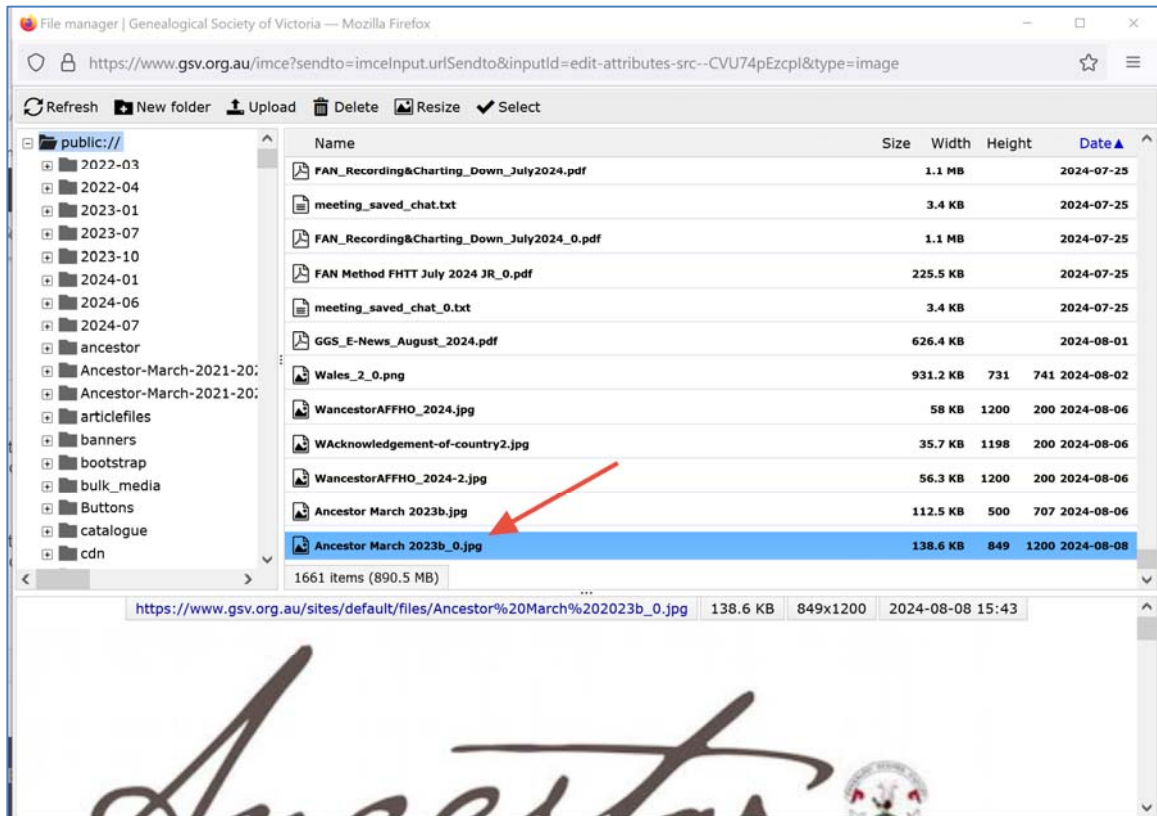 File manager | Genealogical Society of Victoria — Mozilla Firefox
https://www.gsv.org.au/imce?sendto=imceInput.urlSendto&inputId=edit-attributes-src--CVU74pEzcpI&type=image
Refresh New folder Upload Delete Resize Select
public://
2022-03
2022-04
2023-01
2023-07
2023-10
2024-01
2024-06
2024-07
ancestor
Ancestor-March-2021-202
Ancestor-March-2021-202
articlefiles
banners
bootstrap
bulk_media
Buttons
catalogue
cdn
Name Size Width Height Date▲
FAN_Recording&Charting_Down_July2024.pdf 1.1 MB 2024-07-25
meeting_saved_chat.txt 3.4 KB 2024-07-25
FAN_Recording&Charting_Down_July2024_0.pdf 1.1 MB 2024-07-25
FAN Method FHTT July 2024 JR_0.pdf 225.5 KB 2024-07-25
meeting_saved_chat_0.txt 3.4 KB 2024-07-25
GGS_E-News_August_2024.pdf 626.4 KB 2024-08-01
Wales_2_0.png 931.2 KB 731 741 2024-08-02
WancestorAFFHO_2024.jpg 58 KB 1200 200 2024-08-06
WAcknowledgement-of-country2.jpg 35.7 KB 1198 200 2024-08-06
WancestorAFFHO_2024-2.jpg 56.3 KB 1200 200 2024-08-06
Ancestor March 2023b.jpg 112.5 KB 500 707 2024-08-06
Ancestor March 2023b_0.jpg 138.6 KB 849 1200 2024-08-08
1661 items (890.5 MB)
https://www.gsv.org.au/sites/default/files/Ancestor%20March%202023b_0.jpg 138.6 KB 849x1200 2024-08-08 15:43
Ancestor